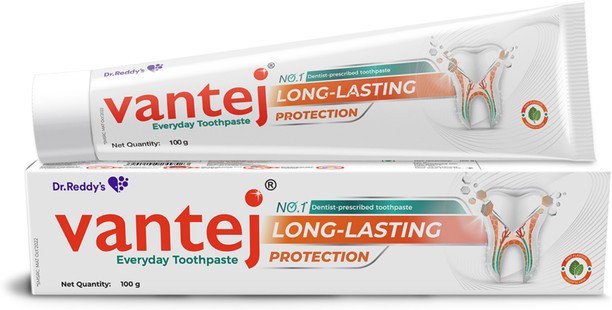 Dr.Reddy's
vantej®
NO.1 Dentist-prescribed toothpaste
LONG-LASTING
PROTECTION
Everyday Toothpaste
Net Quantity: 100 g
Dr.Reddy's
vantej®
NO.1* Dentist-prescribed toothpaste
LONG-LASTING
PROTECTION
Everyday Toothpaste
Net Quantity: 100 g